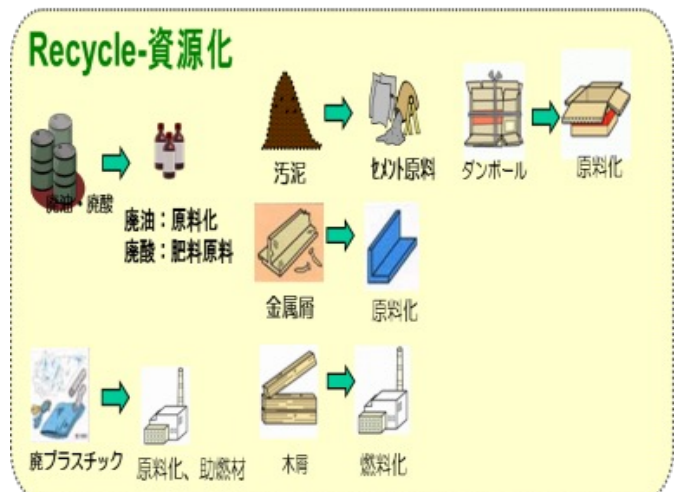 Recycle-資源化
廃油・廃酸
廃油：原料化
廃酸：肥料原料
汚泥
セメント原料
ダンボール
原料化
金属屑
原料化
廃プラスチック
原料化、助燃材
木屑
燃料化